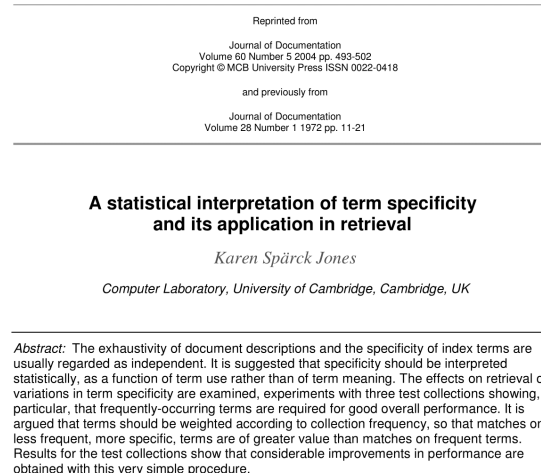 Reprinted from
Journal of Documentation
Volume 60 Number 5 2004 pp. 493-502
Copyright © MCB University Press ISSN 0022-0418
and previously from
Journal of Documentation
Volume 28 Number 1 1972 pp. 11-21
A statistical interpretation of term specificity
and its application in retrieval
Karen Spärck Jones
Computer Laboratory, University of Cambridge, Cambridge, UK
Abstract: The exhaustivity of document descriptions and the specificity of index terms are
usually regarded as independent. It is suggested that specificity should be interpreted
statistically, as a function of term use rather than of term meaning. The effects on retrieval
variations in term specificity are examined, experiments with three test collections showing,
particular, that frequently-occurring terms are required for good overall performance. It is
argued that terms should be weighted according to collection frequency, so that matches
less frequent, more specific, terms are of greater value than matches on frequent terms.
Results for the test collections show that considerable improvements in performance are
obtained with this very simple procedure.